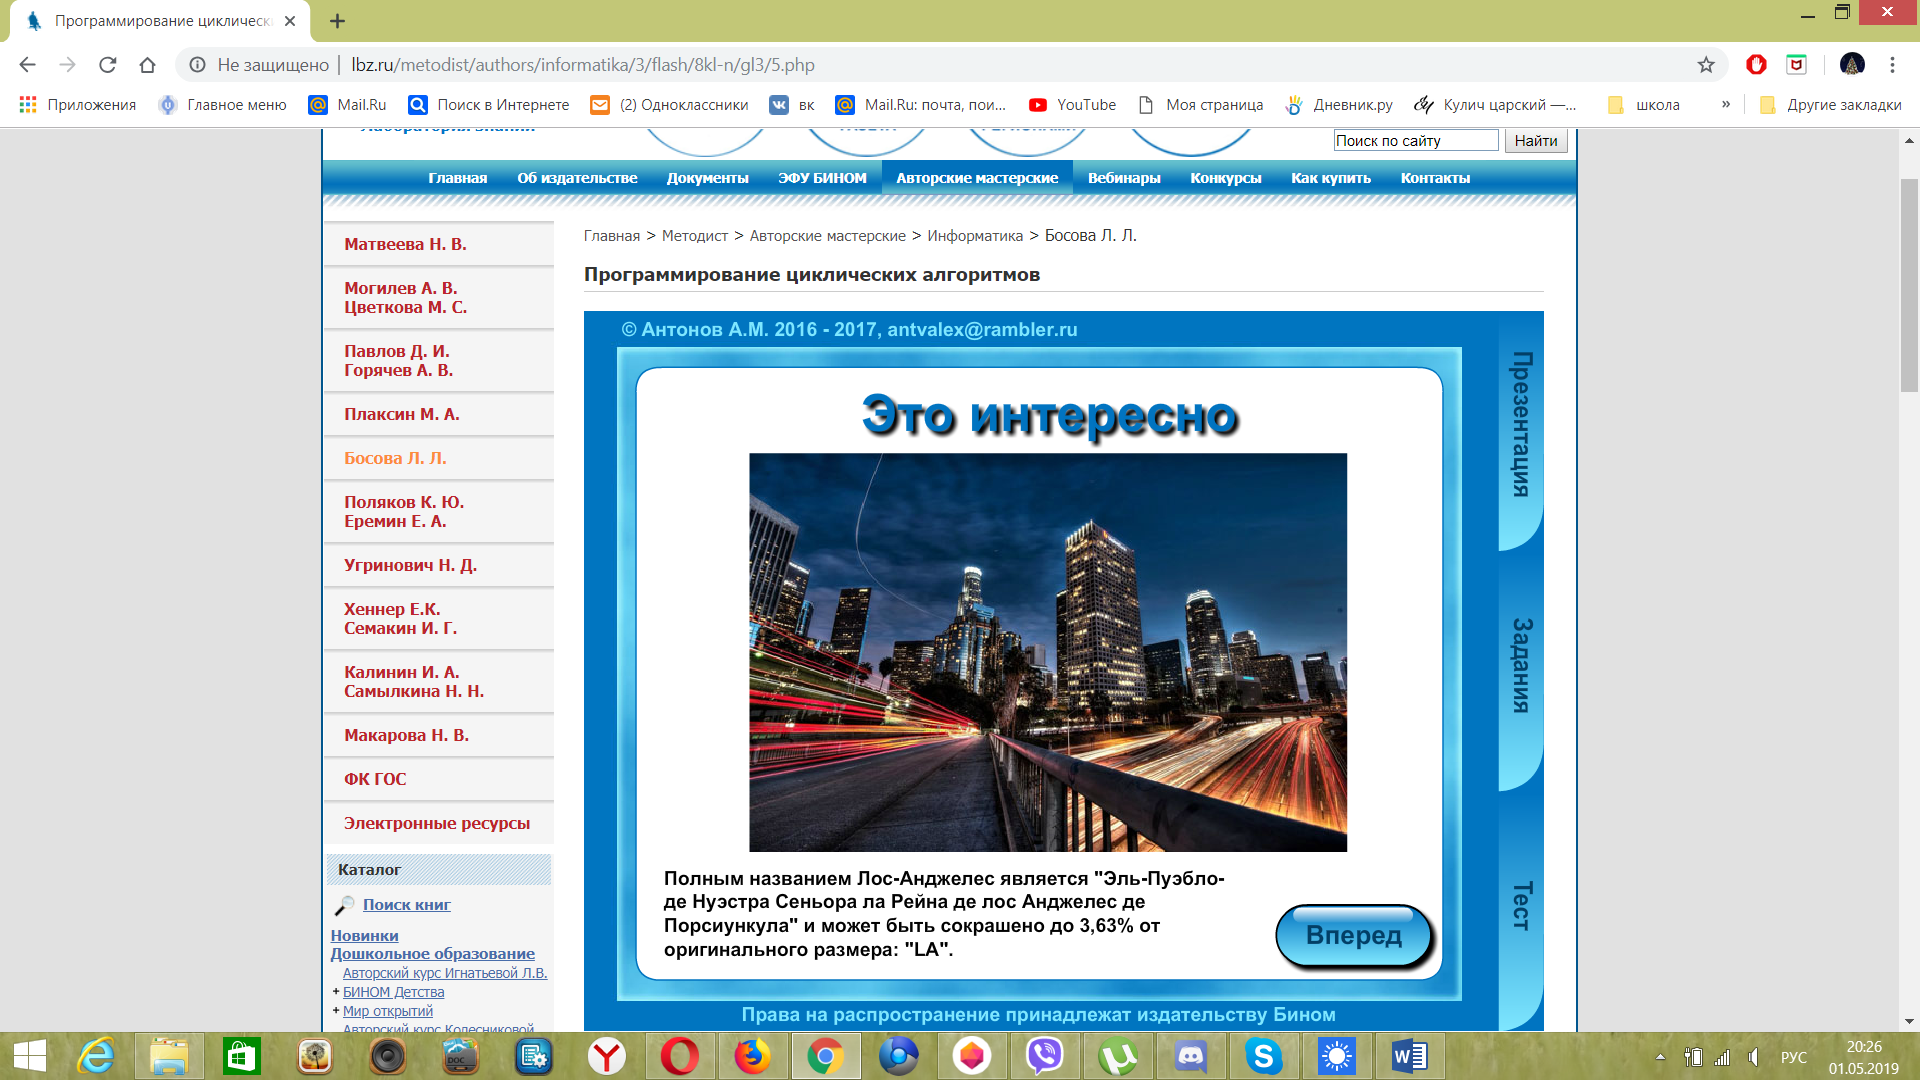 Программирование циклически
Не защищено | lbz.ru/metodist/authors/informatika/3/flash/8kl-n/gl3/5.php
Приложения Главное меню Mail.Ru Поиск в Интернете (2) Одноклассники вк Mail.Ru: почта, пои... YouTube Моя страница Дневник.ру Кулич царский —... школа » Другие закладки
Поиск по сайту Найти
Главная Об издательстве Документы ЭФУ БИНОМ Авторские мастерские Вебинары Конкурсы Как купить Контакты
Матвеева Н. В.
Могилев А. В.
Цветкова М. С.
Павлов Д. И.
Горячев А. В.
Плаксин М. А.
Босова Л. Л.
Поляков К. Ю.
Еремин Е. А.
Угринович Н. Д.
Хеннер Е.К.
Семакин И. Г.
Калинин И. А.
Самылкина Н. Н.
Макарова Н. В.
ФК ГОС
Электронные ресурсы
Каталог
Поиск книг
Новинки
Дошкольное образование
Авторский курс Игнатьевой Л.В.
+ БИНОМ Детства
+ Мир открытий
Авторский курс Колесниковой
Главная > Методист > Авторские мастерские > Информатика > Босова Л. Л.
Программирование циклических алгоритмов
© Антонов А.М. 2016 - 2017, antvalex@rambler.ru
Это интересно
Полным названием Лос-Анджелес является "Эль-Пуэбло-
де Нуэстра Сеньора ла Рейна де лос Анджелес де
Порсиункула" и может быть сокрашено до 3,63% от
оригинального размера: "LA".
Вперед
Презентация
Задания
Тест
Права на распространение принадлежат издательству Бином
РУС
20:26
01.05.2019